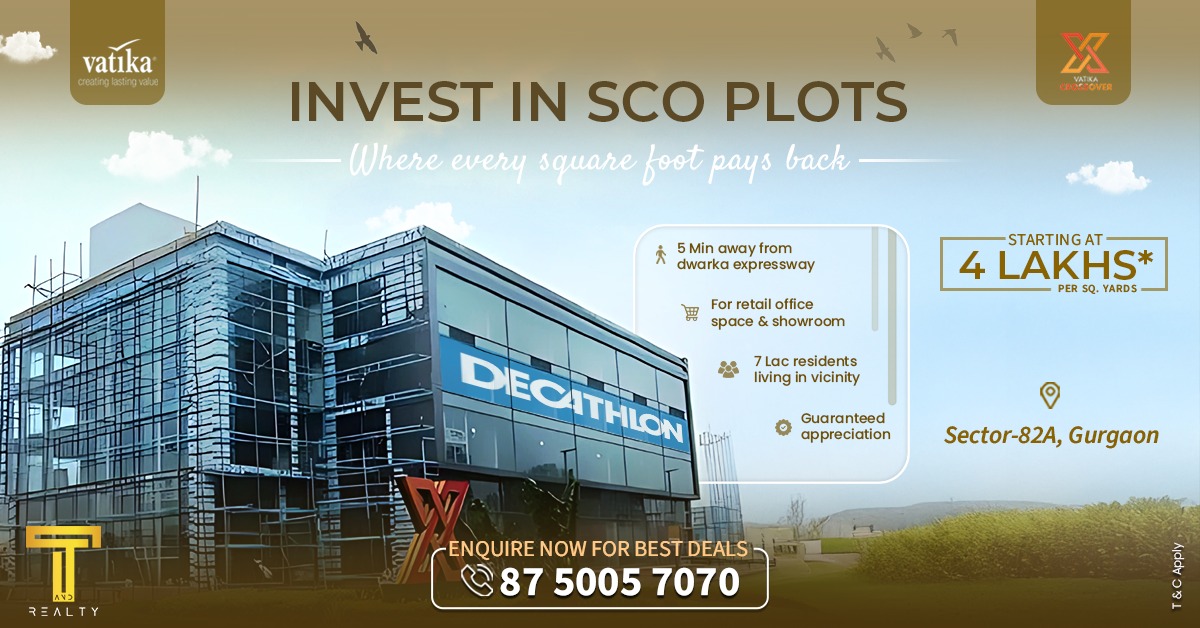 vatika
creating lasting value
VATIKA
CROSSOVER
INVEST IN SCO PLOTS
Where every square foot pays back
5 Min away from
dwarka expressway
For retail office
space & showroom
7 Lac residents
living in vicinity
Guaranteed
appreciation
STARTING AT
4 LAKHS*
PER SQ. YARDS
Sector-82A, Gurgaon
DECATHLON
T AND T
REALTY
ENQUIRE NOW FOR BEST DEALS
87 5005 7070
T & C Apply